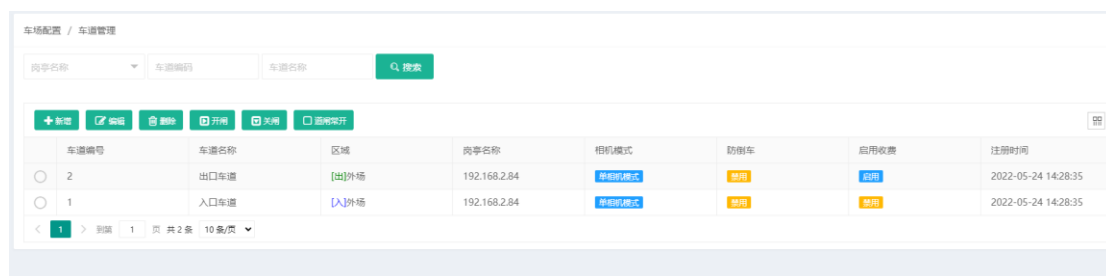 车场配置 / 车道管理
岗亭名称 车道编码 车道名称 搜索
新增 编辑 删除 开闸 关闸 道闸常开
车道编号 车道名称 区域 岗亭名称 相机模式 防倒车 启用收费 注册时间
2 出口车道 [出]外场 192.168.2.84 单相机模式 禁用 启用 2022-05-24 14:28:35
1 入口车道 [入]外场 192.168.2.84 单相机模式 禁用 禁用 2022-05-24 14:28:35
< 1 > 到第 1 页 共 2 条 10 条/页